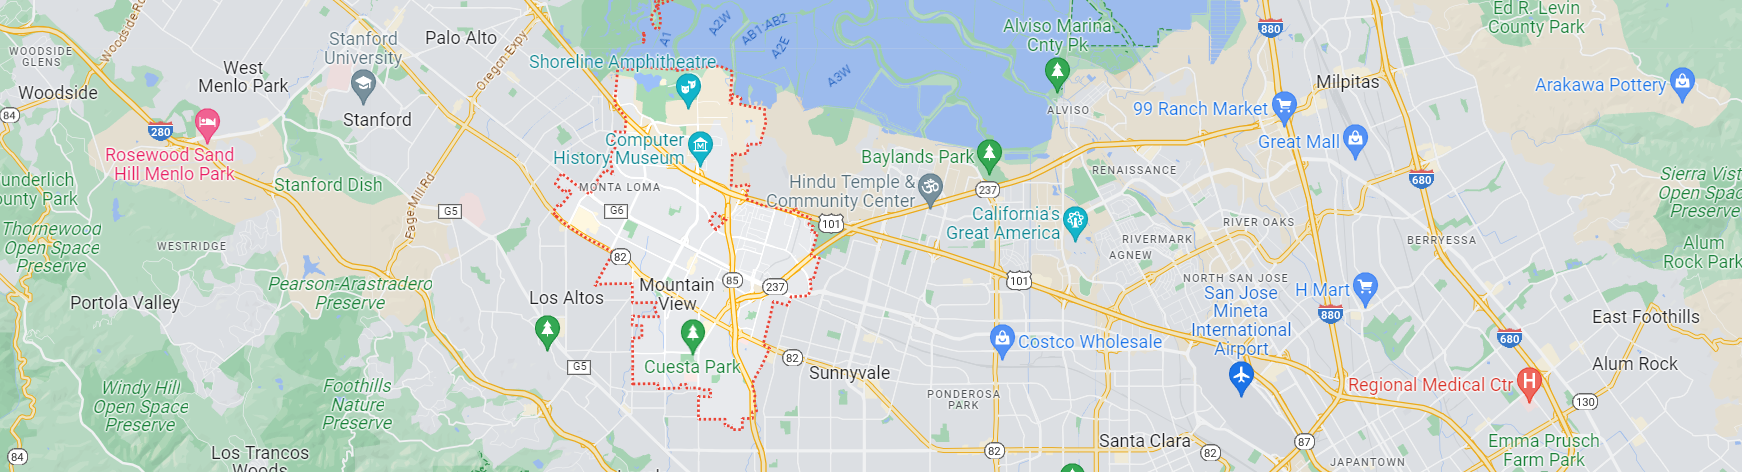 WOODSIDE
GLENS
Woodside Rd
West
Menlo Park
Woodside
84
280
Rosewood Sand
Hill Menlo Park
Stanford
University
Palo Alto
Oregon Expy
Stanford
Stanford Dish
Page Mill Rd
G5
underlich
ounty Park
Thornewood
Open Space
Preserve
WESTRIDGE
Portola Valley
Pearson-Arastradero
Preserve
Windy Hill
Open Space
Preserve
Foothills
Nature
Preserve
Los Trancos
Woods
84
Shoreline Amphitheatre
Computer
History Museum
MONTA LOMA
G6
82
Los Altos
Mountain
View
85
237
G5
Cuesta Park
82
Sunnyvale
A1
A2W
AB1;AB2
A2E
A3W
Alviso Marina
Cnty Pk
ALVISO
Baylands Park
Hindu Temple &
Community Center
237
101
California's
Great America
101
Costco Wholesale
PONDEROSA
PARK
82
Santa Clara
82
880
Ed R. Levin
County Park
Milpitas
99 Ranch Market
Great Mall
Arakawa Pottery
RENAISSANCE
680
RIVER OAKS
RIVERMARK
AGNEW
BERRYESSA
Sierra Vist
Open Spac
Preserve
Alum
Rock Park
NORTH SAN JOSE
San Jose
Mineta
International
Airport
H Mart
880
East Foothills
680
Alum Rock
Regional Medical Ctr
130
87
JAPANTOWN
Emma Prusch
Farm Park